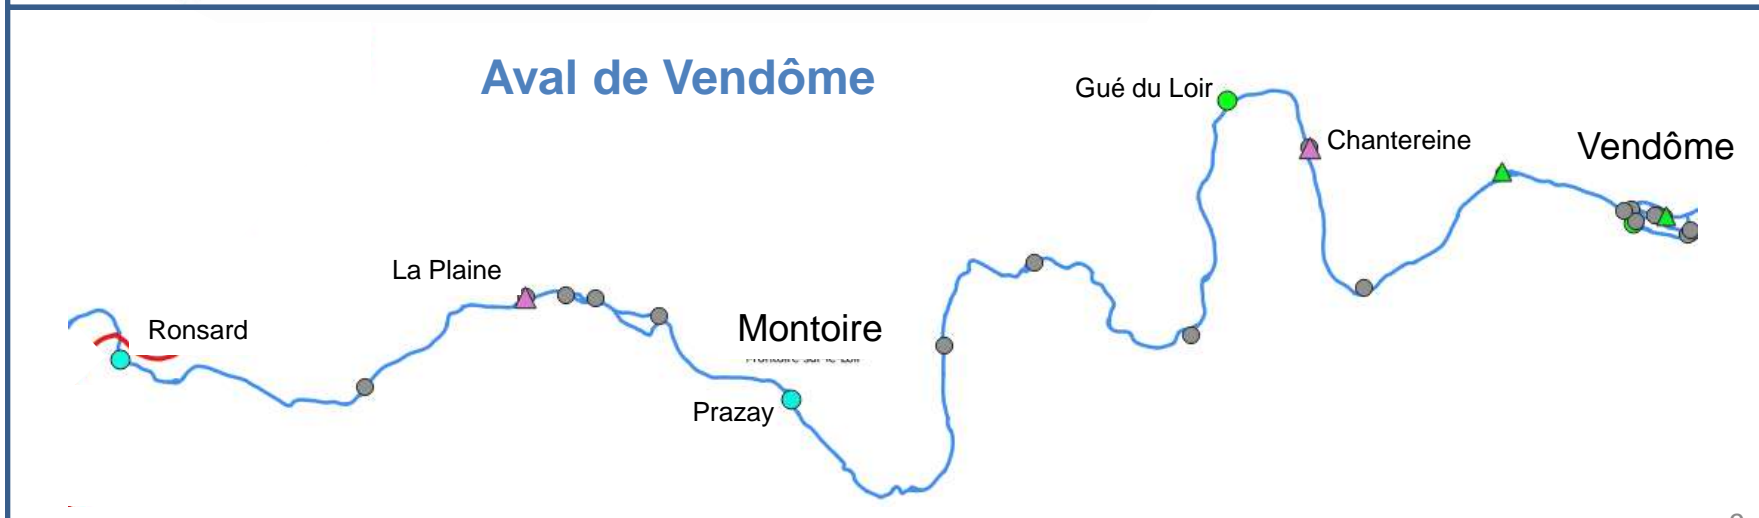 Aval de Vendôme
Gué du Loir
Chantereine
Vendôme
La Plaine
Ronsard
Montoire
Prazay